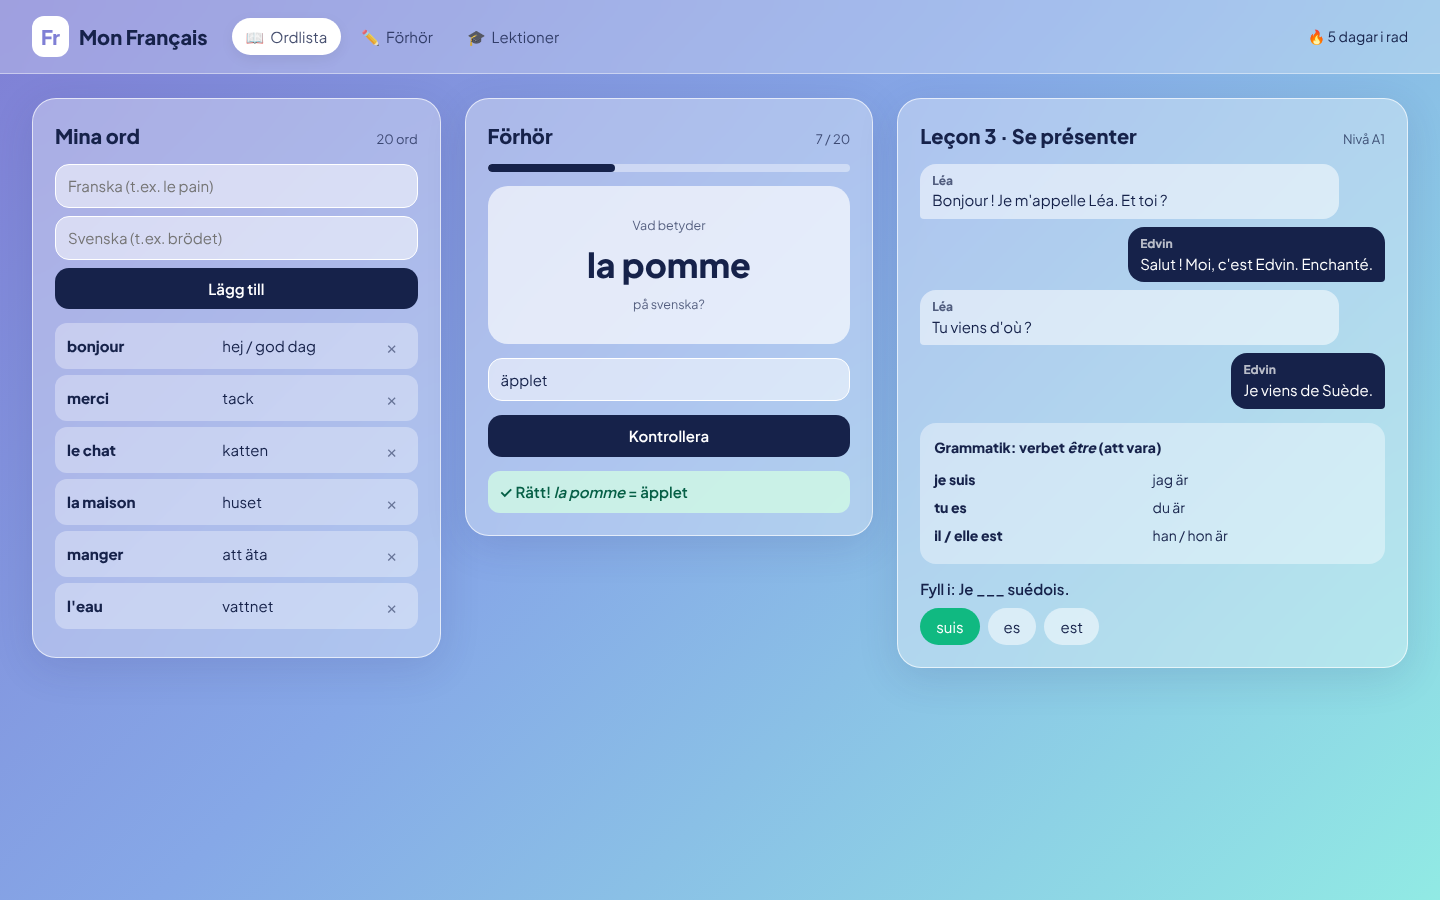 Fr Mon Français 📖 Ordlista ✏️ Förhör 🎓 Lektioner 🔥 5 dagar i rad
Mina ord 20 ord
Franska (t.ex. le pain)
Svenska (t.ex. brödet)
Lägg till
bonjour hej / god dag ×
merci tack ×
le chat katten ×
la maison huset ×
manger att äta ×
l'eau vattnet ×
Förhör 7 / 20
Vad betyder
la pomme
på svenska?
äpplet
Kontrollera
✓ Rätt! la pomme = äpplet
Leçon 3 · Se présenter Nivå A1
Léa
Bonjour ! Je m'appelle Léa. Et toi ?
Edvin
Salut ! Moi, c'est Edvin. Enchanté.
Léa
Tu viens d'où ?
Edvin
Je viens de Suède.
Grammatik: verbet être (att vara)
je suis jag är
tu es du är
il / elle est han / hon är
Fyll i: Je ___ suédois.
suis es est